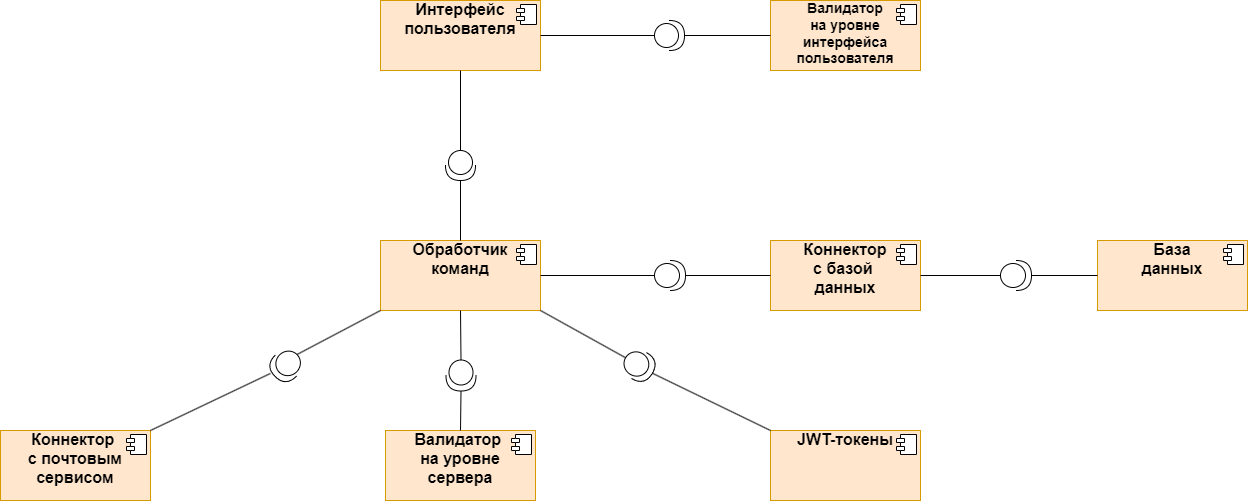 Интерфейс
пользователя
Валидатор
на уровне
интерфейса
пользователя
Обработчик
команд
Коннектор
с базой
данных
База
данных
Коннектор
с почтовым
сервисом
Валидатор
на уровне
сервера
JWT-токены